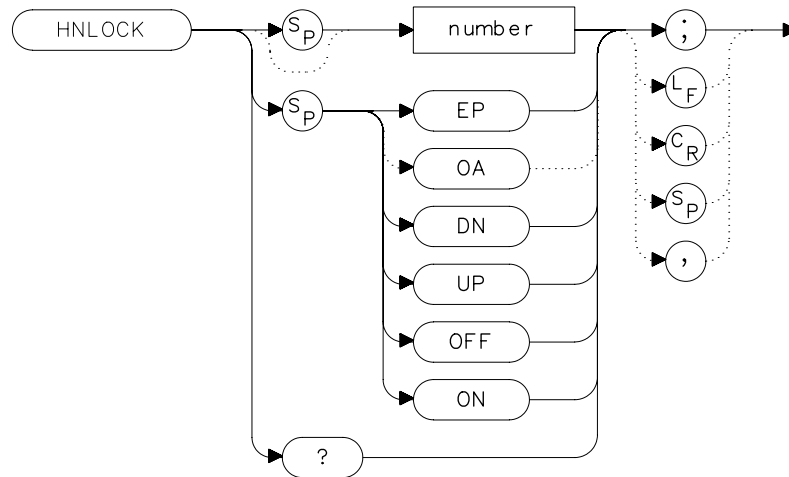 HNLOCK SP number ;
LF
SP EP
CR
OA
SP
DN
,
UP
OFF
ON
?